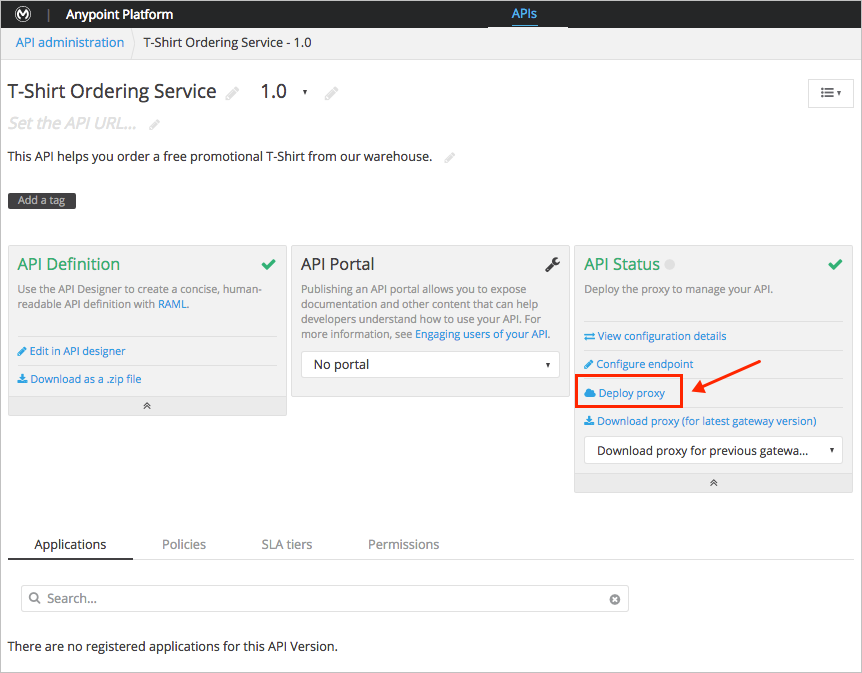 Anypoint Platform
APIs
API administration
T-Shirt Ordering Service - 1.0
T-Shirt Ordering Service
1.0
Set the API URL...
This API helps you order a free promotional T-Shirt from our warehouse.
Add a tag
API Definition
Use the API Designer to create a concise, human-
readable API definition with RAML.
Edit in API designer
Download as a .zip file
API Portal
Publishing an API portal allows you to expose
documentation and other content that can help
developers understand how to use your API. For
more information, see Engaging users of your API.
No portal
API Status
Deploy the proxy to manage your API.
View configuration details
Configure endpoint
Deploy proxy
Download proxy (for latest gateway version)
Download proxy for previous gatewa...
Applications
Policies
SLA tiers
Permissions
Search...
There are no registered applications for this API Version.